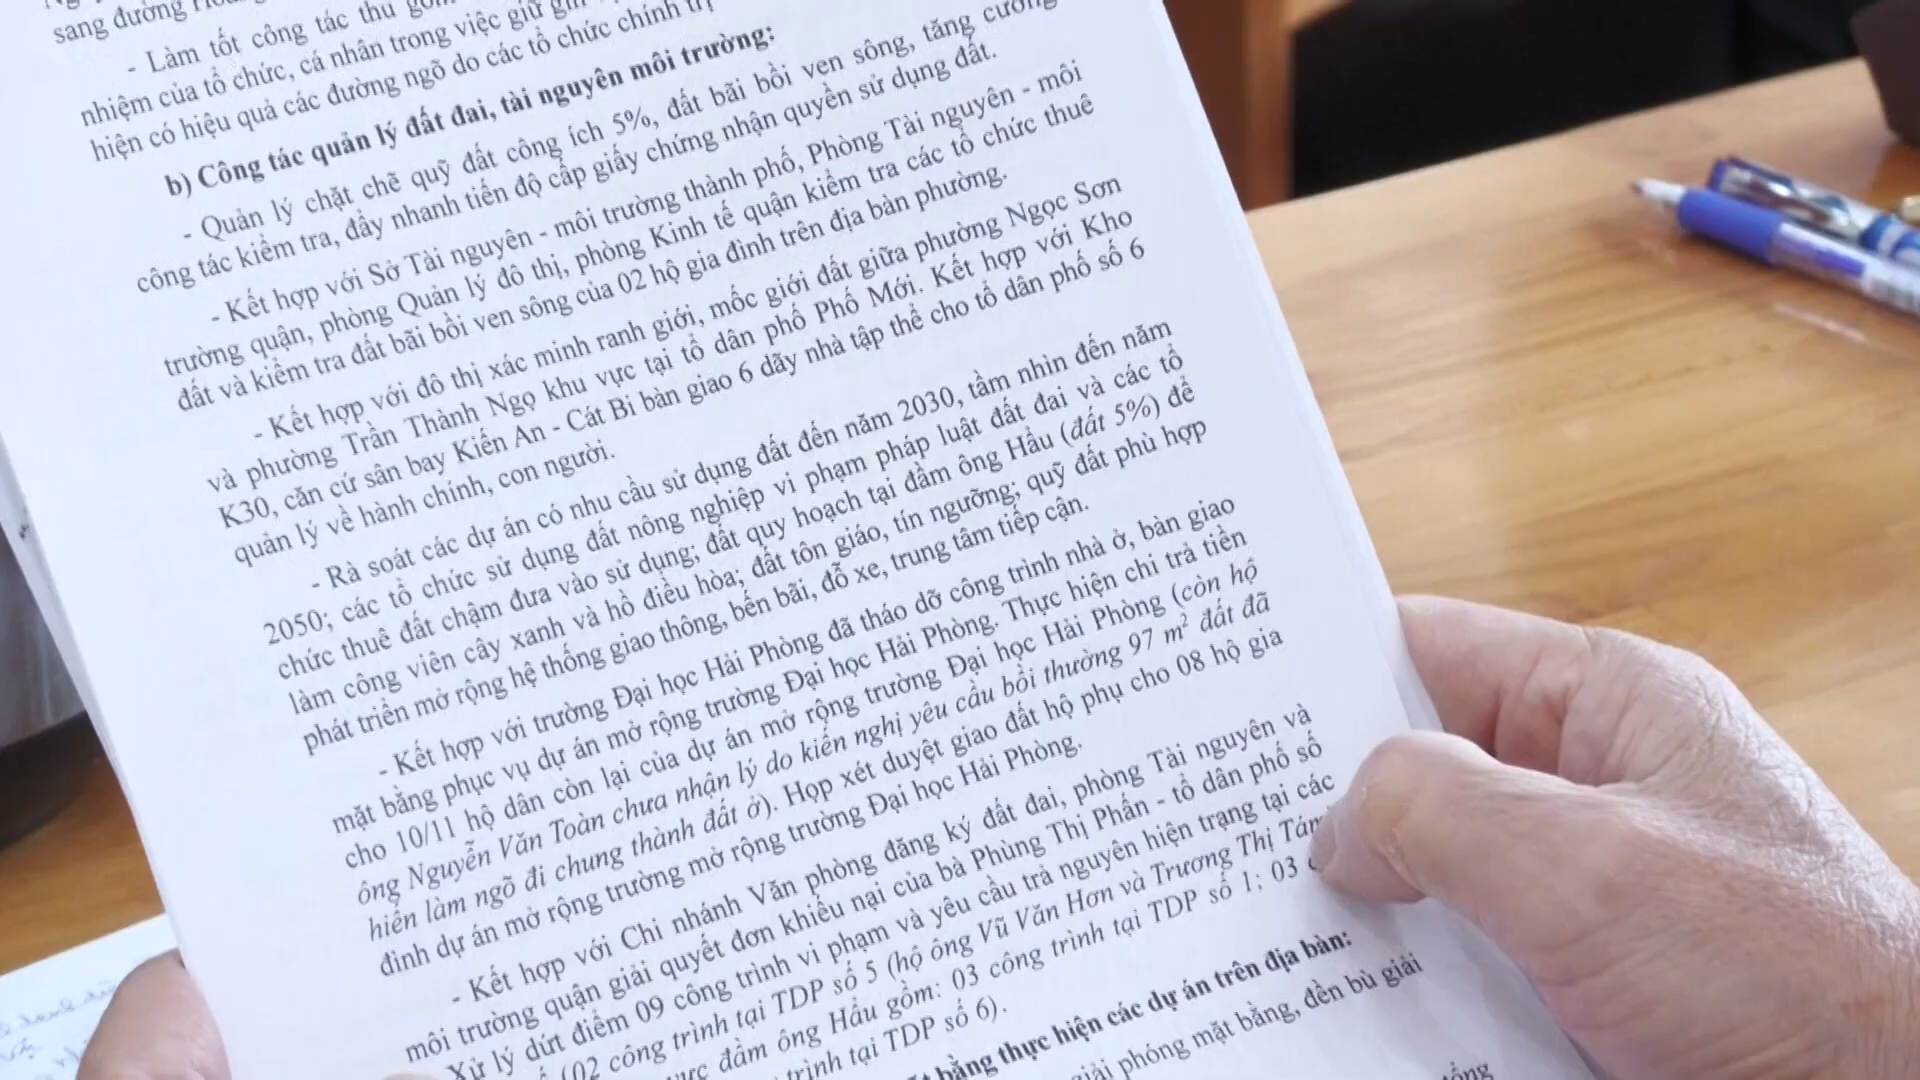 sang đường
- Làm tốt công tác thu gom
nhiệm của tổ chức, cá nhân trong việc giữ gìn
hiện có hiệu quả các đường ngõ do các tổ chức chính trị
b) Công tác quản lý đất đai, tài nguyên môi trường:
- Quản lý chặt chẽ quỹ đất công ích 5%, đất bãi bồi ven sông, tăng cường
công tác kiểm tra, đẩy nhanh tiến độ cấp giấy chứng nhận quyền sử dụng đất.
- Kết hợp với Sở Tài nguyên - môi trường thành phố, Phòng Tài nguyên - môi
trường quận, phòng Quản lý đô thị, phòng Kinh tế quận kiểm tra các tổ chức thuê
đất và kiểm tra đất bãi bồi ven sông của 02 hộ gia đình trên địa bàn phường.
- Kết hợp với đô thị xác minh ranh giới, mốc giới đất giữa phường Ngọc Sơn
và phường Trần Thành Ngọ khu vực tại tổ dân phố Phố Mới. Kết hợp với Kho
K30, căn cứ sân bay Kiến An - Cát Bi bàn giao 6 dãy nhà tập thể cho tổ dân phố số 6
quản lý về hành chính, con người.
- Rà soát các dự án có nhu cầu sử dụng đất đến năm 2030, tầm nhìn đến năm
2050; các tổ chức sử dụng đất nông nghiệp vi phạm pháp luật đất đai và các tổ
chức thuê đất chậm đưa vào sử dụng; đất quy hoạch tại đầm ông Hẩu (đất 5%) để
làm công viên cây xanh và hồ điều hòa; đất tôn giáo, tín ngưỡng; quỹ đất phù hợp
phát triển mở rộng hệ thống giao thông, bến bãi, đỗ xe, trung tâm tiếp cận.
- Kết hợp với trường Đại học Hải Phòng đã tháo dỡ công trình nhà ở, bàn giao
mặt bằng phục vụ dự án mở rộng trường Đại học Hải Phòng. Thực hiện chi trả tiền
cho 10/11 hộ dân còn lại của dự án mở rộng trường Đại học Hải Phòng (còn hộ
ông Nguyễn Văn Toàn chưa nhận lý do kiến nghị yêu cầu bồi thường 97 m² đất đã
hiến làm ngõ đi chung thành đất ở). Họp xét duyệt giao đất hộ phụ cho 08 hộ gia
đình dự án mở rộng trường mở rộng trường Đại học Hải Phòng.
- Kết hợp với Chi nhánh Văn phòng đăng ký đất đai, phòng Tài nguyên và
môi trường quận giải quyết đơn khiếu nại của bà Phùng Thị Phấn - tổ dân phố số
Xử lý dứt điểm 09 công trình vi phạm và yêu cầu trả nguyên hiện trạng tại các
(02 công trình tại TDP số 5 (hộ ông Vũ Văn Hơn và Trương Thị Tám
đầm ông Hẩu gồm: 03 công trình tại TDP số 1; 03
trình tại TDP số 6).
bằng thực hiện các dự án trên địa bàn:
giải phóng mặt bằng, đền bù giải
tổng